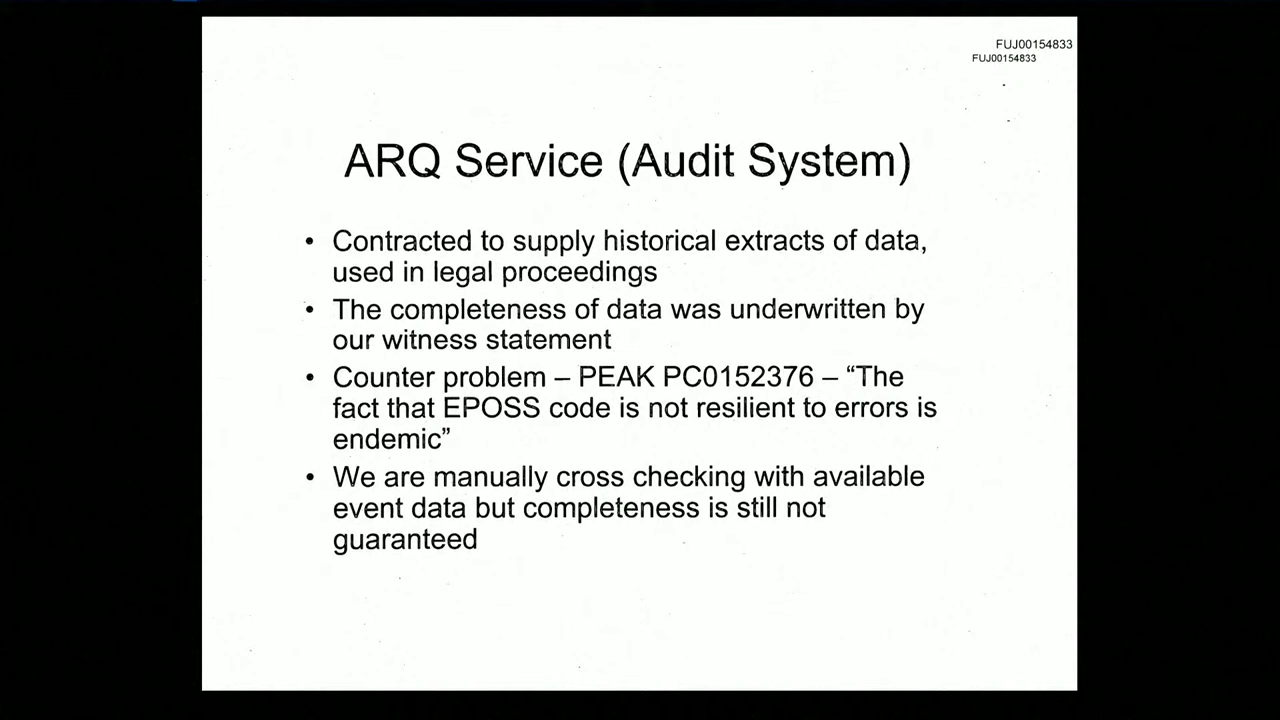 FUJ00154833
FUJ00154833
ARQ Service (Audit System)
• Contracted to supply historical extracts of data,
used in legal proceedings
• The completeness of data was underwritten by
our witness statement
• Counter problem – PEAK PC0152376 – “The
fact that EPOSS code is not resilient to errors is
endemic”
• We are manually cross checking with available
event data but completeness is still not
guaranteed